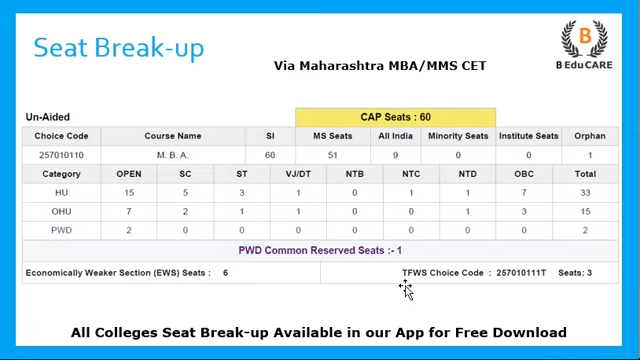 Seat Break-up
Via Maharashtra MBA/MMS CET
B
B EduCARE
Un-Aided CAP Seats : 60
Choice Code Course Name SI MS Seats All India Minority Seats Institute Seats Orphan
257010110 M. B. A. 60 51 9 0 0 1
Category OPEN SC ST VJ/DT NTB NTC NTD OBC Total
HU 15 5 3 1 0 1 1 7 33
OHU 7 2 1 1 0 0 1 3 15
PWD 2 0 0 0 0 0 0 0 2
PWD Common Reserved Seats :- 1
Economically Weaker Section (EWS) Seats : 6 TFWS Choice Code : 257010111T Seats: 3
All Colleges Seat Break-up Available in our App for Free Download